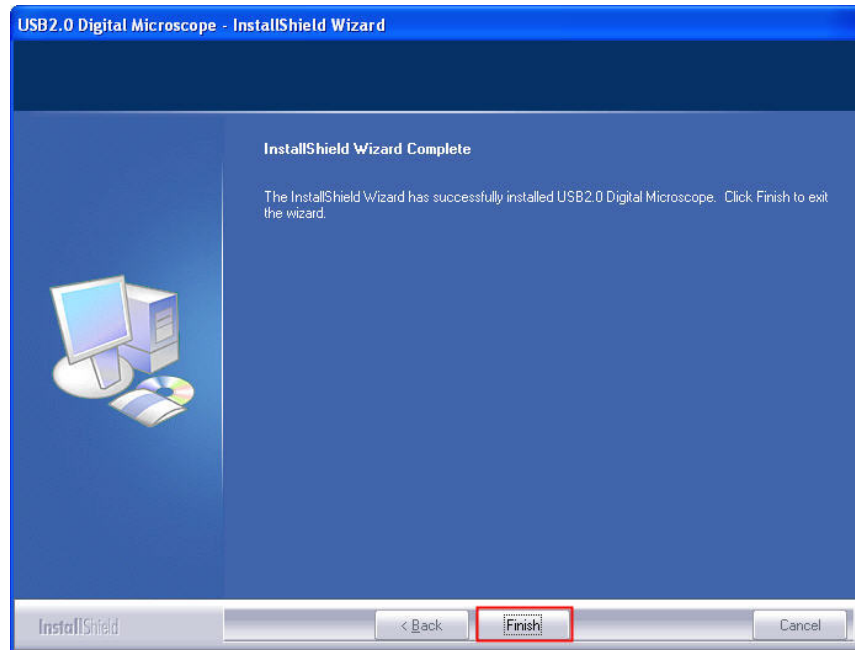 USB2.0 Digital Microscope - InstallShield Wizard
InstallShield Wizard Complete
The InstallShield Wizard has successfully installed USB2.0 Digital Microscope. Click Finish to exit
the wizard.
InstallShield
< Back
Finish
Cancel